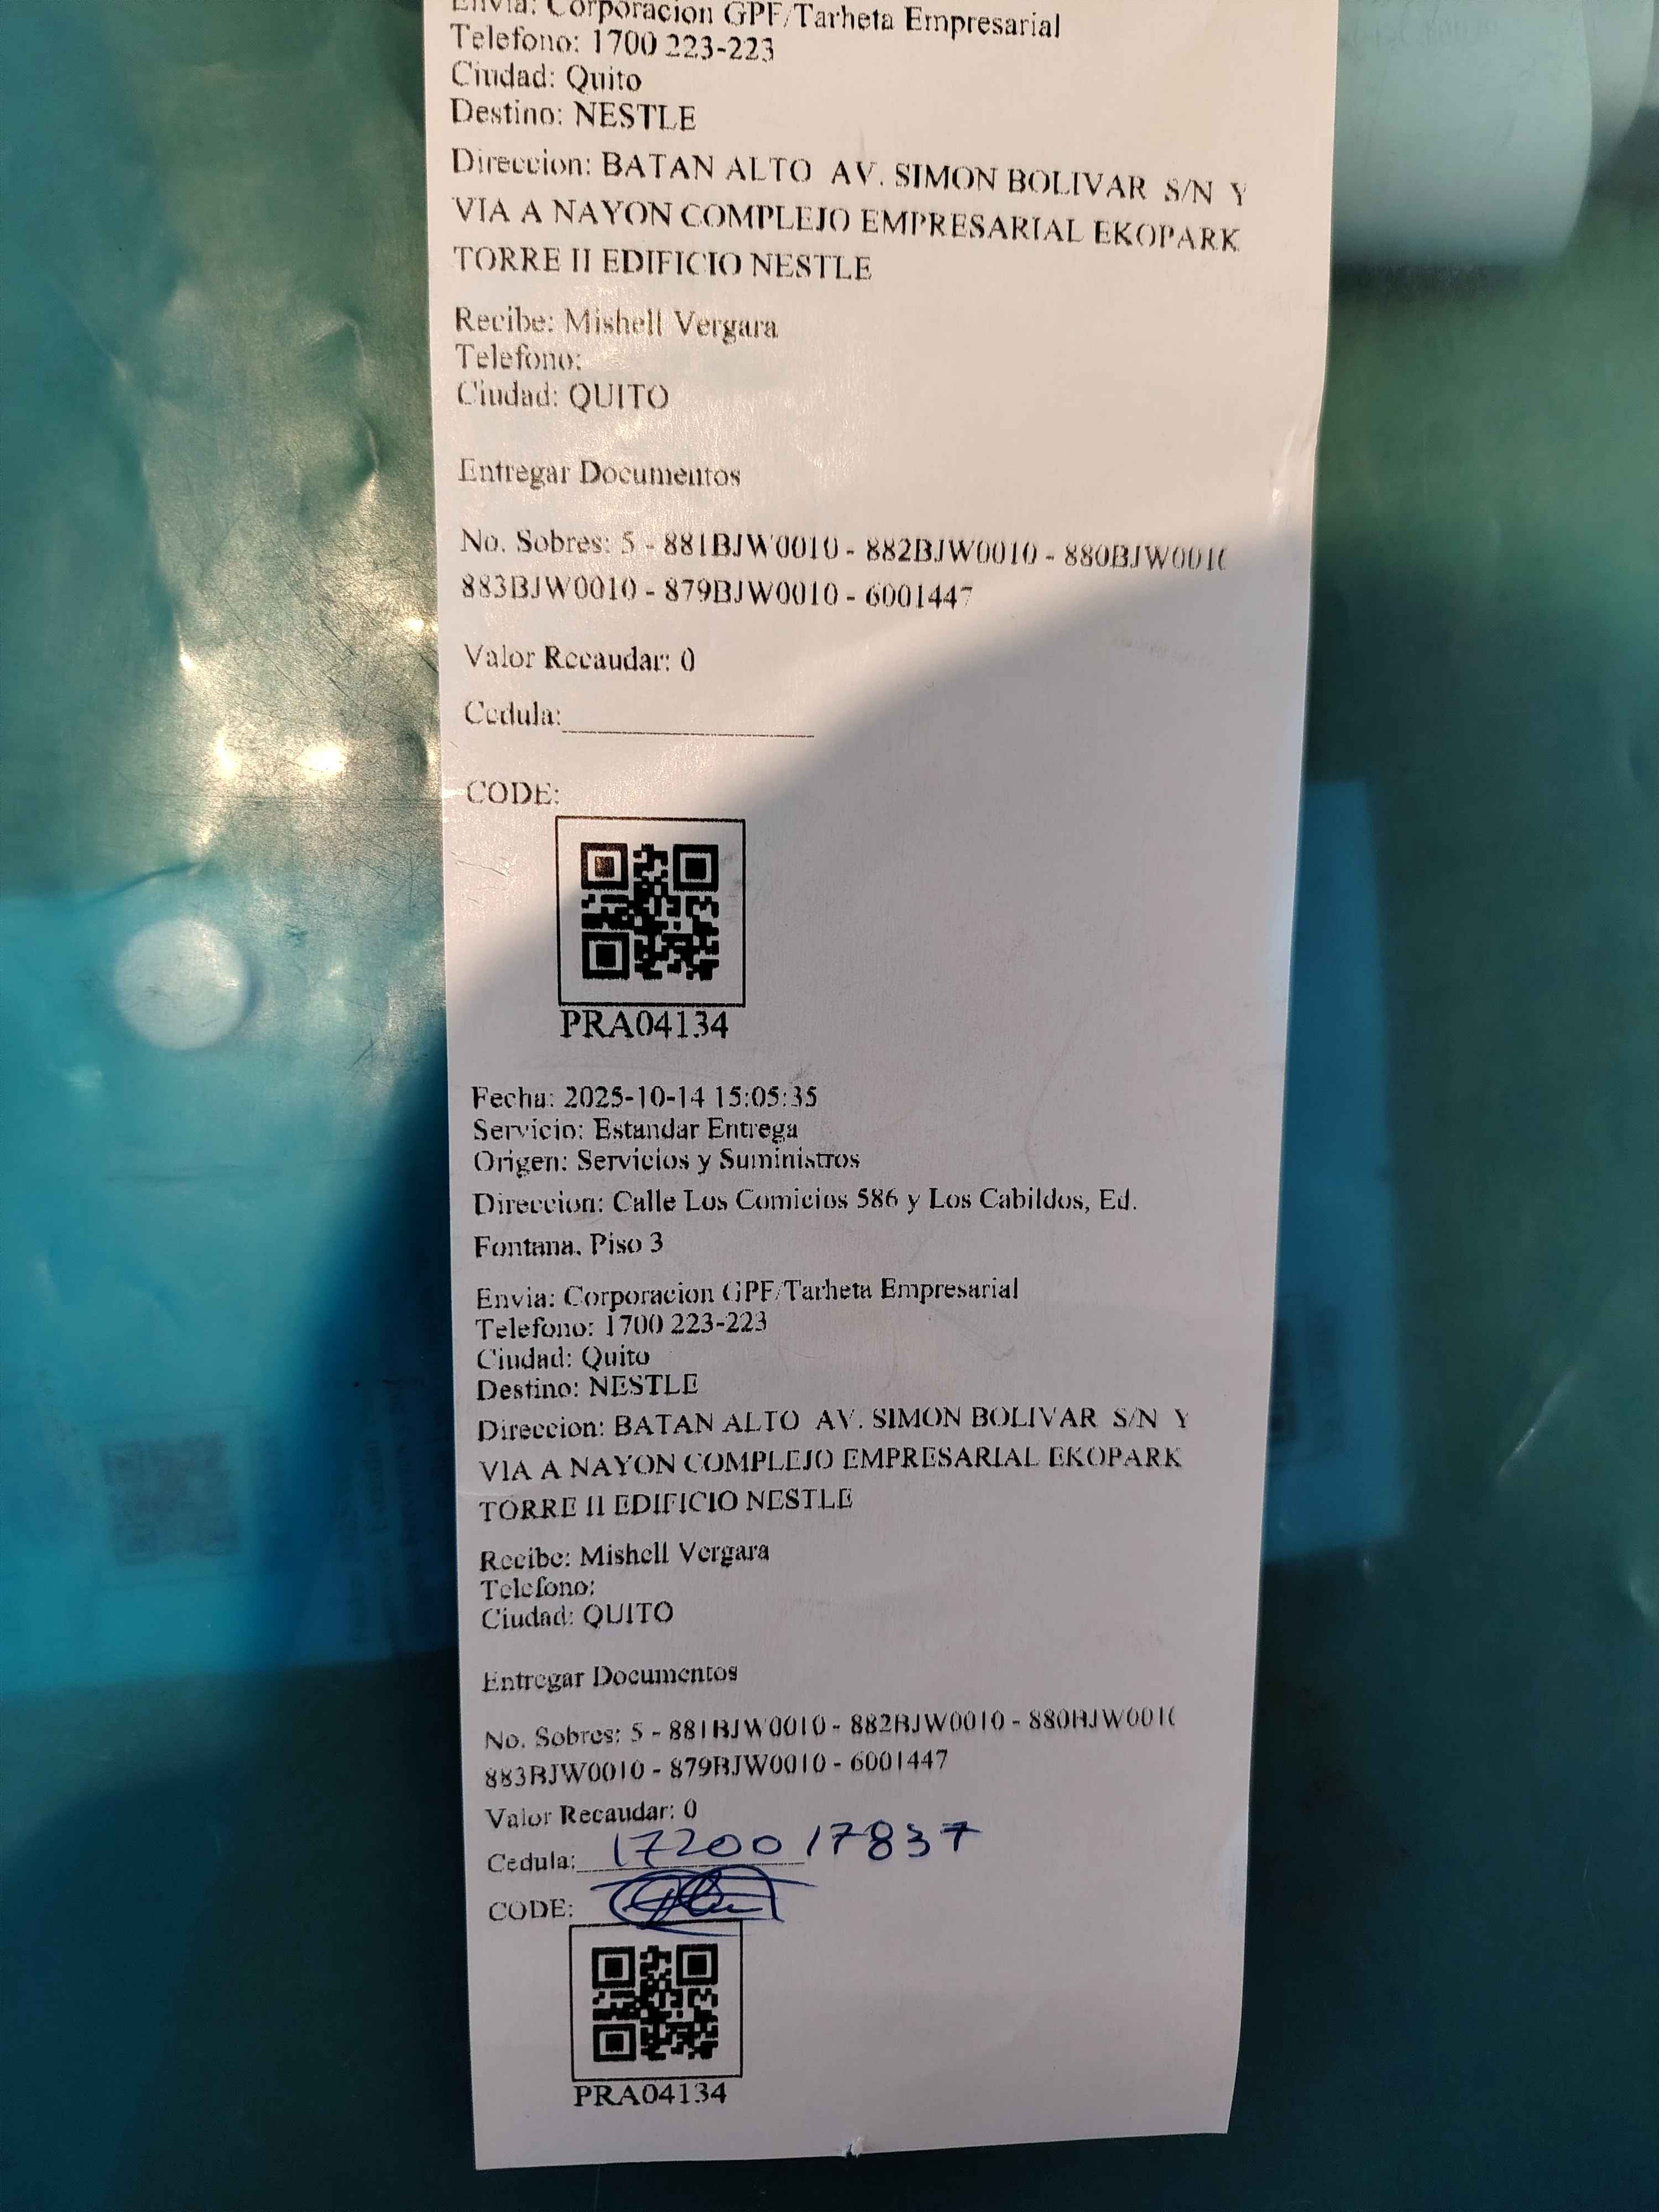 Envia: Corporacion GPF/Tarheta Empresarial
Telefono: 1700 223-223
Ciudad: Quito
Destino: NESTLE
Direccion: BATAN ALTO AV. SIMON BOLIVAR S/N Y
VIA A NAYON COMPLEJO EMPRESARIAL EKOPARK
TORRE II EDIFICIO NESTLE
Recibe: Mishell Vergara
Telefono:
Ciudad: QUITO
Entregar Documentos
No. Sobres: 5 - 881BJW0010 - 882BJW0010 - 880BJW001
883BJW0010 - 879BJW0010 - 6001447
Valor Recaudar: 0
Cedula:
CODE:
PRA04134
Fecha: 2025-10-14 15:05:35
Servicio: Estandar Entrega
Origen: Servicios y Suministros
Direccion: Calle Los Comicios 586 y Los Cabildos, Ed.
Fontana. Piso 3
Envia: Corporacion GPF/Tarheta Empresarial
Telefono: 1700 223-223
Ciudad: Quito
Destino: NESTLE
Direccion: BATAN ALTO AV. SIMON BOLIVAR S/N Y
VIA A NAYON COMPLEJO EMPRESARIAL EKOPARK
TORRE II EDIFICIO NESTLE
Recibe: Mishell Vergara
Telefono:
Ciudad: QUITO
Entregar Documentos
No. Sobres: 5 - 881BJW0010 - 882BJW0010 - 880BJW001
883BJW0010 - 879BJW0010 - 6001447
Valor Recaudar: 0
Cedula: 1720017837
CODE:
PRA04134